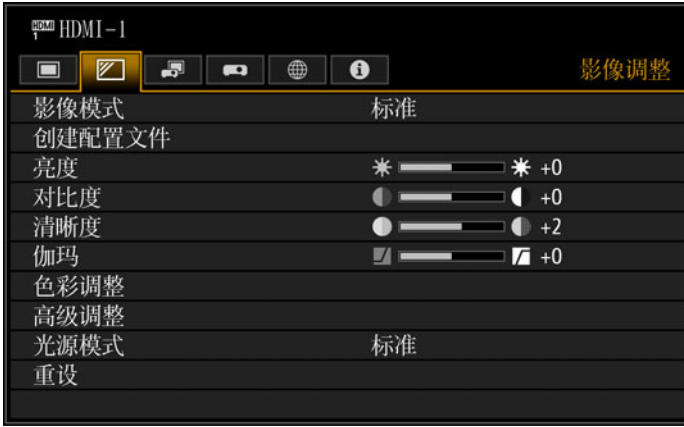 HDMI 1 HDMI-1
影像调整
影像模式 标准
创建配置文件
亮度 +0
对比度 +0
清晰度 +2
伽玛 +0
色彩调整
高级调整
光源模式 标准
重设